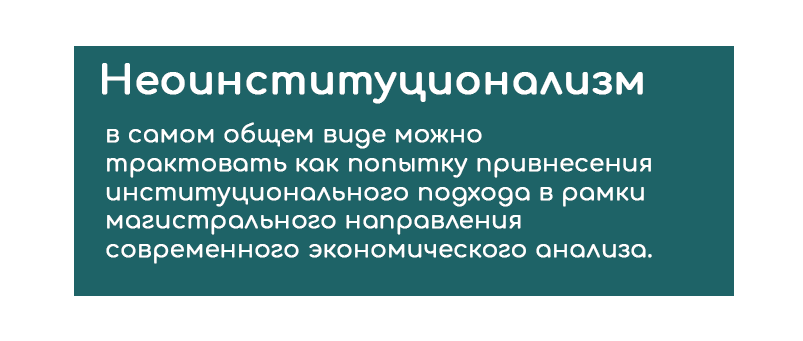 Неоинституционализм
в самом общем виде можно
трактовать как попытку привнесения
институционального подхода в рамки
магистрального направления
современного экономического анализа.